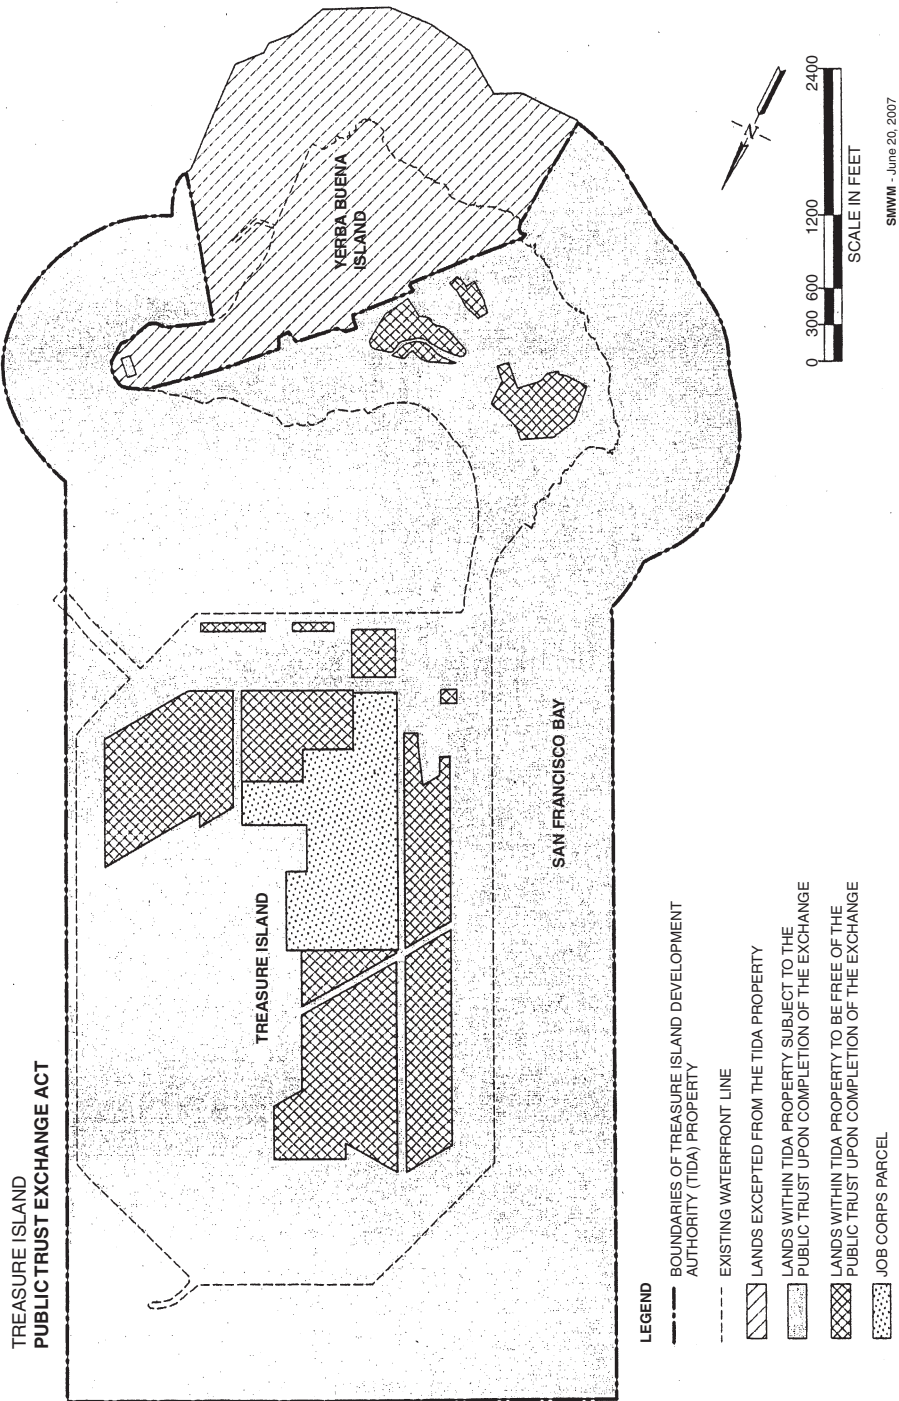 TREASURE ISLAND
PUBLIC TRUST EXCHANGE ACT
YERBA BUENA
ISLAND
TREASURE ISLAND
SAN FRANCISCO BAY
LEGEND
BOUNDARIES OF TREASURE ISLAND DEVELOPMENT
AUTHORITY (TIDA) PROPERTY
EXISTING WATERFRONT LINE
LANDS EXCEPTED FROM THE TIDA PROPERTY
LANDS WITHIN TIDA PROPERTY SUBJECT TO THE
PUBLIC TRUST UPON COMPLETION OF THE EXCHANGE
LANDS WITHIN TIDA PROPERTY TO BE FREE OF THE
PUBLIC TRUST UPON COMPLETION OF THE EXCHANGE
JOB CORPS PARCEL
N
0 300 600 1200 2400
SCALE IN FEET
SMWM - June 20, 2007